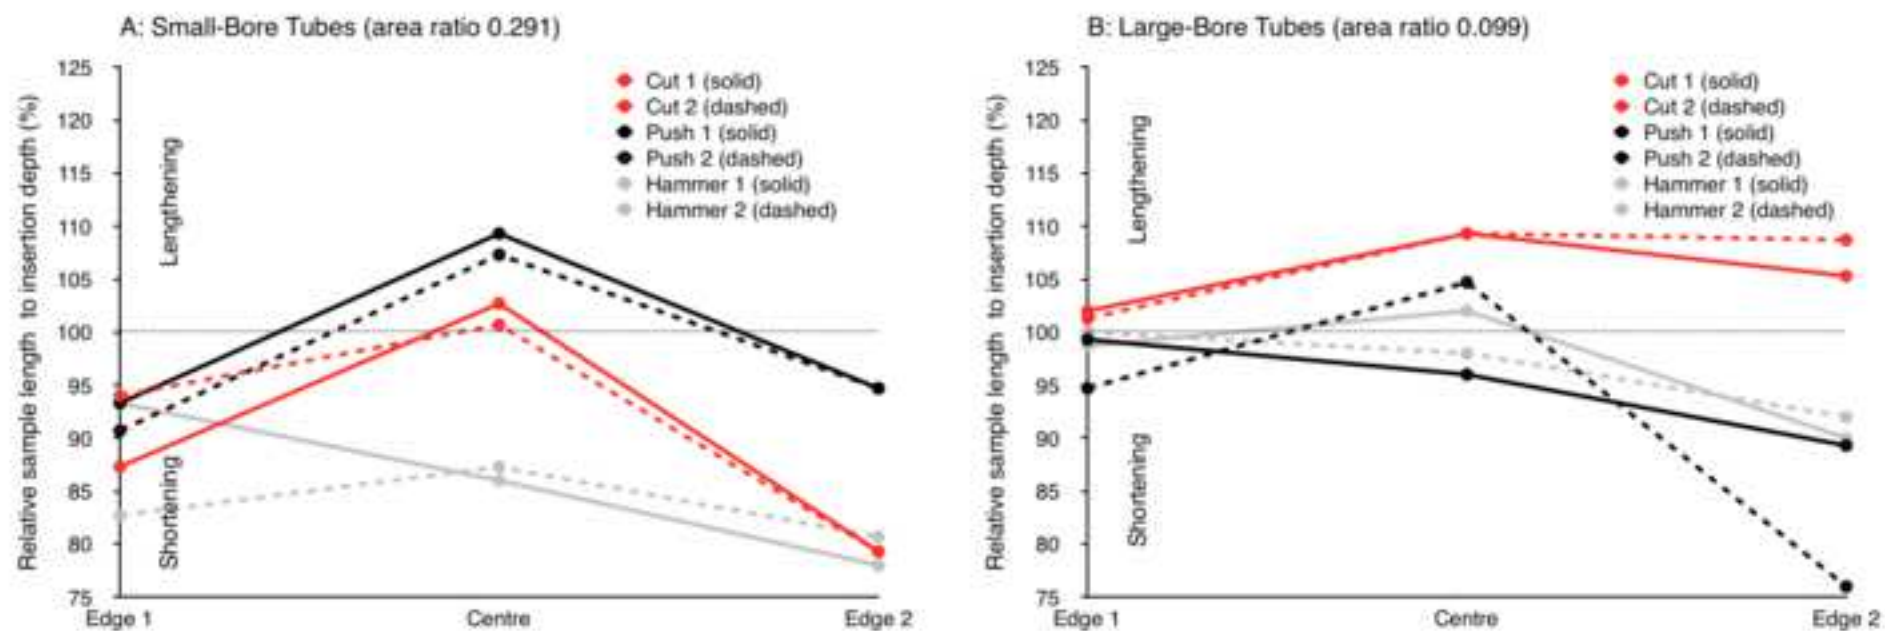 A: Small-Bore Tubes (area ratio 0.291)
Relative sample length to insertion depth (%)
125
120
115
110
105
100
95
90
85
80
75
Lengthening
Shortening
Cut 1 (solid)
Cut 2 (dashed)
Push 1 (solid)
Push 2 (dashed)
Hammer 1 (solid)
Hammer 2 (dashed)
Edge 1
Centre
Edge 2
B: Large-Bore Tubes (area ratio 0.099)
Relative sample length to insertion depth (%)
125
120
115
110
105
100
95
90
85
80
75
Lengthening
Shortening
Cut 1 (solid)
Cut 2 (dashed)
Push 1 (solid)
Push 2 (dashed)
Hammer 1 (solid)
Hammer 2 (dashed)
Edge 1
Centre
Edge 2